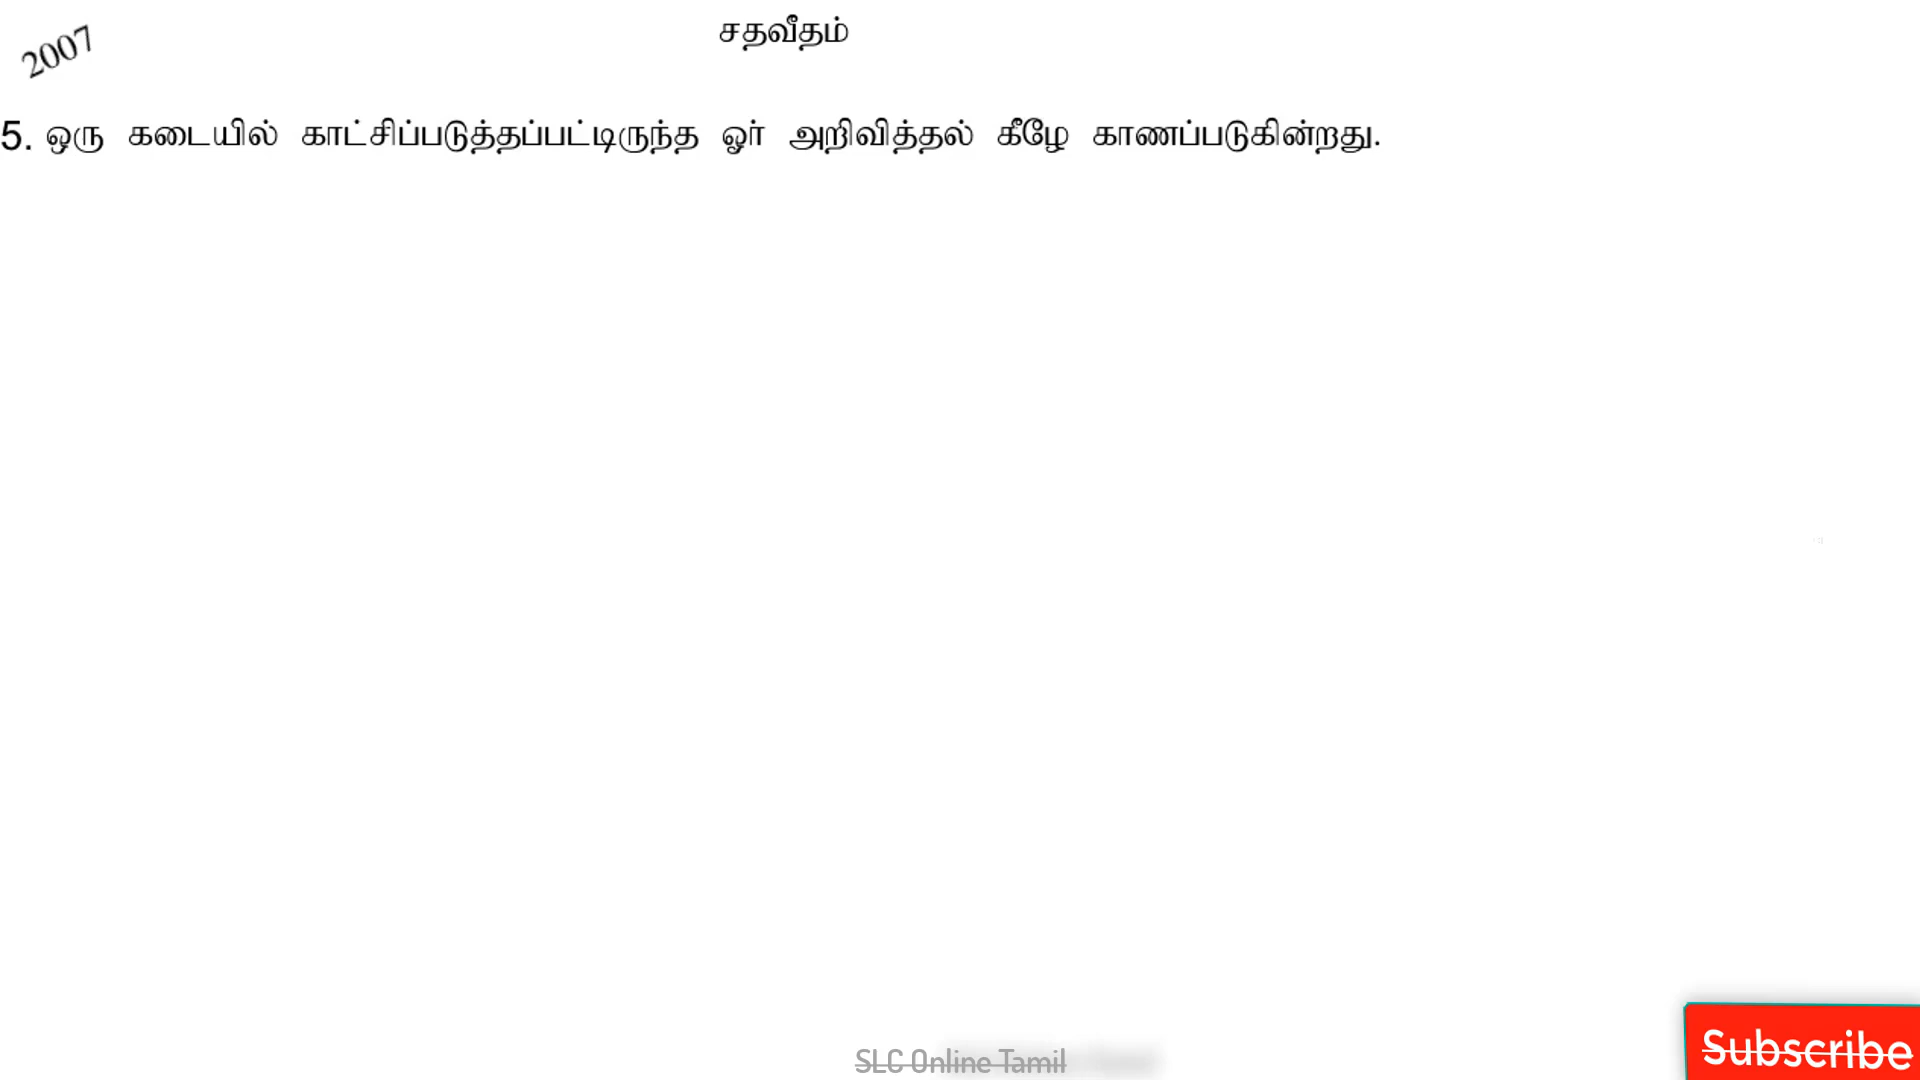 2007
சதவீதம்
5. ஒரு கடையில் காட்சிப்படுத்தப்பட்டிருந்த ஓர் அறிவித்தல் கீழே காணப்படுகின்றது.
SLC Online Tamil
Subscribe